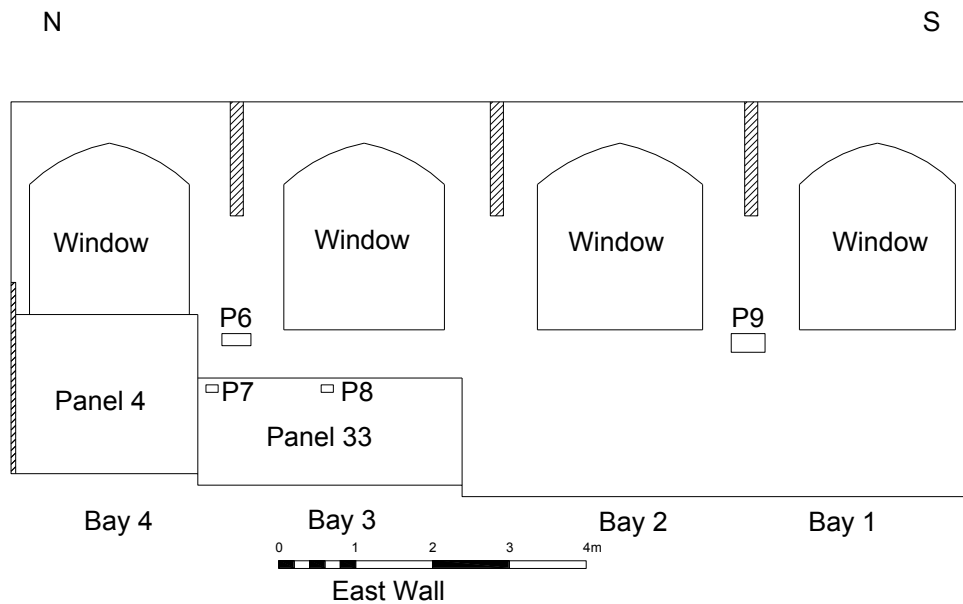 N S
Window Window Window Window
P6 P9
P7 P8
Panel 4
Panel 33
Bay 4 Bay 3 Bay 2 Bay 1
0 1 2 3 4m
East Wall